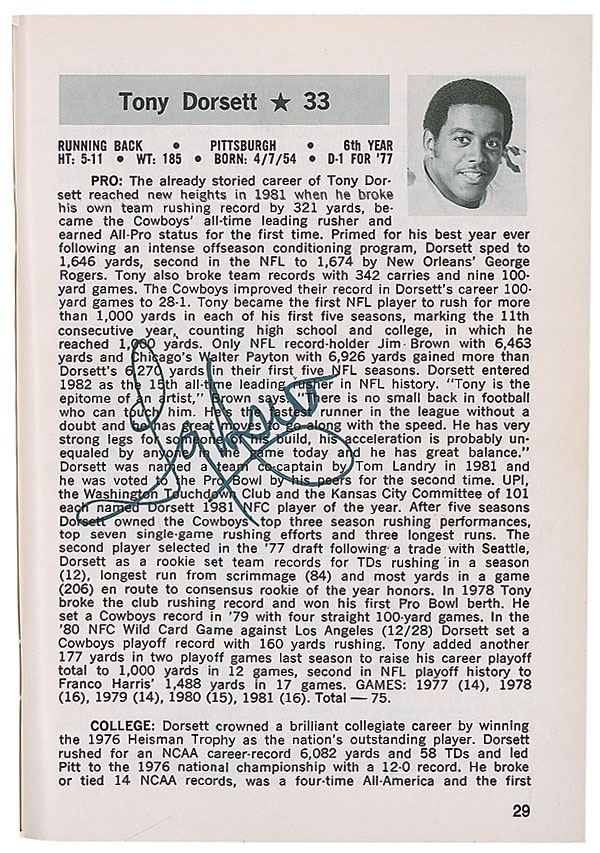 Tony Dorsett ★ 33
RUNNING BACK • PITTSBURGH • 6th YEAR
HT: 5-11 • WT: 185 • BORN: 4/7/54 • D-1 FOR '77
PRO: The already storied career of Tony Dor-
sett reached new heights in 1981 when he broke
his own team rushing record by 321 yards, be-
came the Cowboys' all-time leading rusher and
earned All-Pro status for the first time. Primed for his best year ever
following an intense offseason conditioning program, Dorsett sped to
1,646 yards, second in the NFL to 1,674 by New Orleans' George
Rogers. Tony also broke team records with 342 carries and nine 100-
yard games. The Cowboys improved their record in Dorsett's career 100-
yard games to 28-1. Tony became the first NFL player to rush for more
than 1,000 yards in each of his first five seasons, marking the 11th
consecutive year, counting high school and college, in which he
reached 1,000 yards. Only NFL record-holder Jim Brown with 6,463
yards and Chicago's Walter Payton with 6,926 yards gained more than
Dorsett's 6,270 yards in their first five NFL seasons. Dorsett entered
1982 as the 15th all-time leading rusher in NFL history. "Tony is the
epitome of an artist," Brown says. "There is no small back in football
who can touch him. He is the fastest runner in the league without a
doubt and has great moves to go along with the speed. He has very
strong legs for someone of his build, his acceleration is probably un-
equaled by anyone in the game today and he has great balance."
Dorsett was named a team co-captain by Tom Landry in 1981 and
he was voted to the Pro Bowl by his peers for the second time. UPI,
the Washington Touchdown Club and the Kansas City Committee of 101
each named Dorsett 1981 NFC player of the year. After five seasons
Dorsett owned the Cowboys' top three season rushing performances,
top seven single-game rushing efforts and three longest runs. The
second player selected in the '77 draft following a trade with Seattle,
Dorsett as a rookie set team records for TDs rushing in a season
(12), longest run from scrimmage (84) and most yards in a game
(206) en route to consensus rookie of the year honors. In 1978 Tony
broke the club rushing record and won his first Pro Bowl berth. He
set a Cowboys record in '79 with four straight 100-yard games. In the
'80 NFC Wild Card Game against Los Angeles (12/28) Dorsett set a
Cowboys playoff record with 160 yards rushing. Tony added another
177 yards in two playoff games last season to raise his career playoff
total to 1,000 yards in 12 games, second in NFL playoff history to
Franco Harris' 1,488 yards in 17 games. GAMES: 1977 (14), 1978
(16), 1979 (14), 1980 (15), 1981 (16). Total — 75.
COLLEGE: Dorsett crowned a brilliant collegiate career by winning
the 1976 Heisman Trophy as the nation's outstanding player. Dorsett
rushed for an NCAA career-record 6,082 yards and 58 TDs and led
Pitt to the 1976 national championship with a 12-0 record. He broke
or tied 14 NCAA records, was a four-time All-America and the first
29